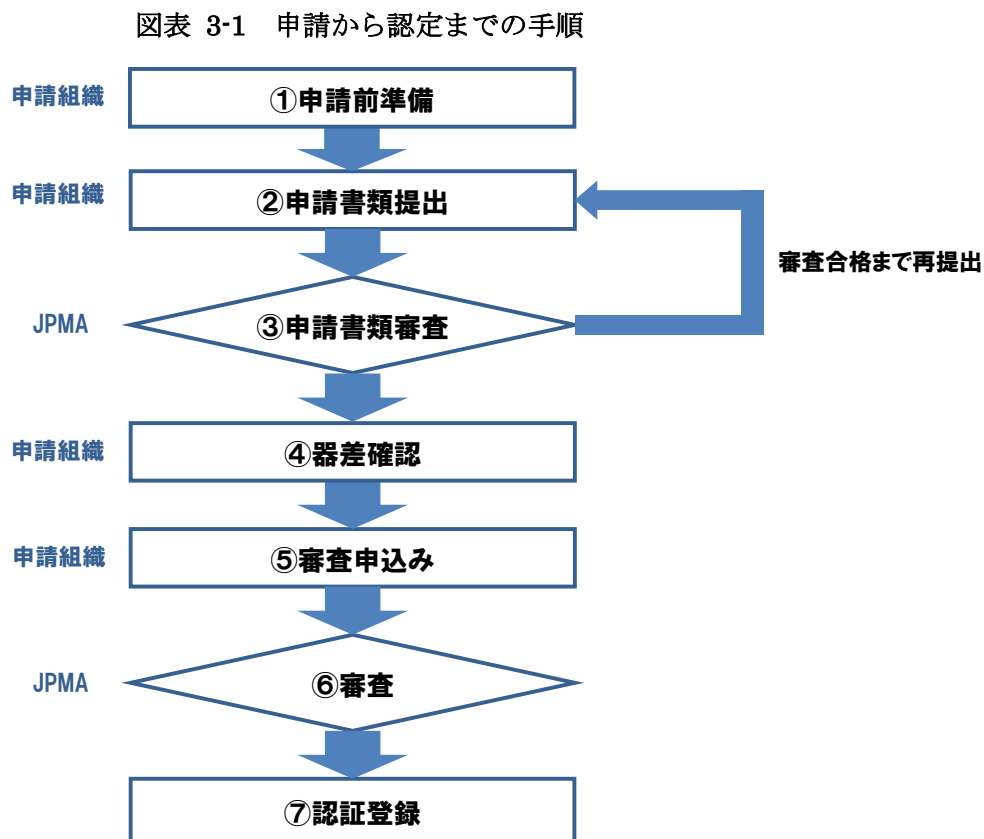 図表 3-1 申請から認定までの手順
申請組織
①申請前準備
申請組織
②申請書類提出
審査合格まで再提出
JPMA
③申請書類審査
申請組織
④器差確認
申請組織
⑤審査申込み
JPMA
⑥審査
⑦認証登録